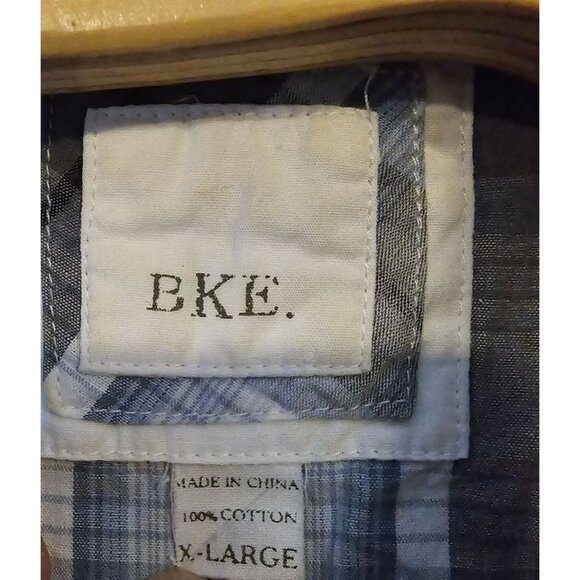 BKE.
MADE IN CHINA
100% COTTON
X-LARGE